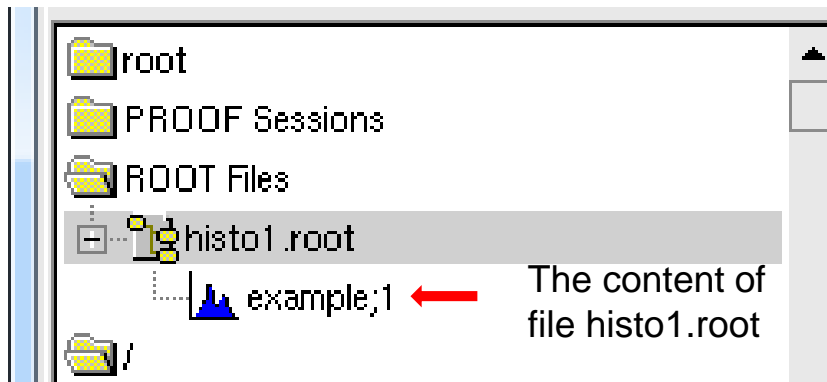 root
PROOF Sessions
ROOT Files
histo1.root
example;1
The content of
file histo1.root
/